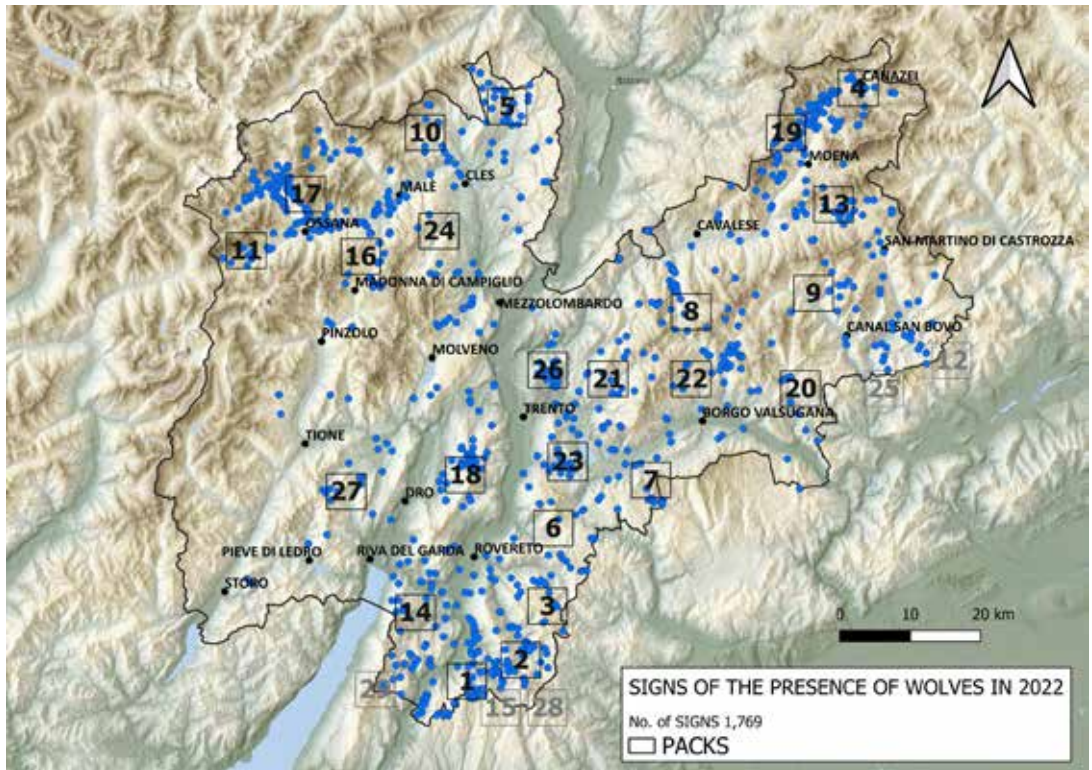 CANAZEI
4
5
10
19
MOENA
CLES
17
MALÈ
13
OSSANA
24
CAVALESE
11
16
SAN MARTINO DI CASTROZZA
MADONNA DI CAMPIGLIO
9
MEZZOLOMBARDO
8
PINZOLO
CANAL SAN BOVO
MOLVENO
12
26
21
22
20
25
TRENTO
BORGO VALSUGANA
TIONE
23
18
7
27
DRO
6
PIEVE DI LEDRO
RIVA DEL GARDA
ROVERETO
STORO
3
14
0 10 20 km
2
1
15
28
SIGNS OF THE PRESENCE OF WOLVES IN 2022
No. of SIGNS 1,769
PACKS